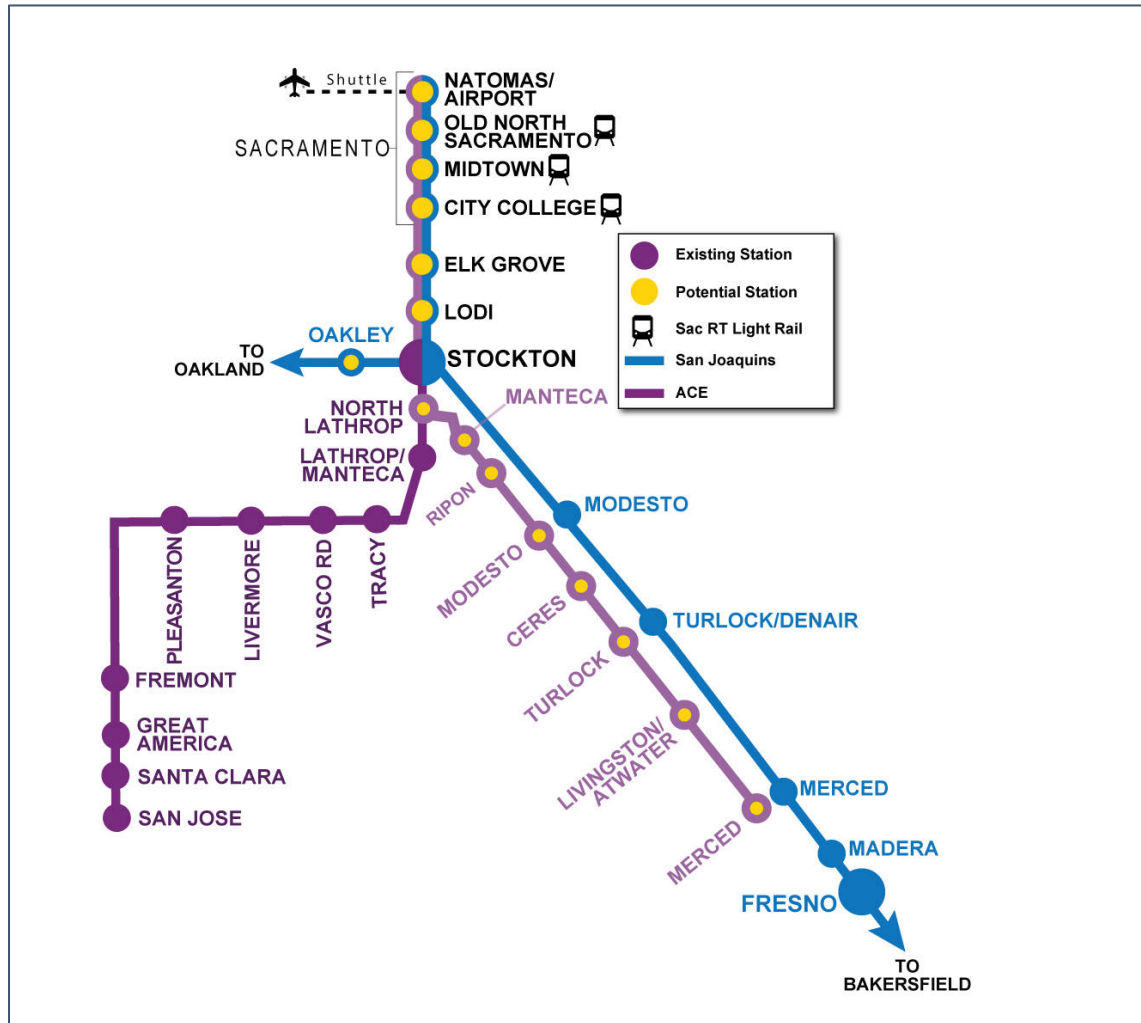 Shuttle
NATOMAS/
AIRPORT
OLD NORTH
SACRAMENTO
SACRAMENTO
MIDTOWN
CITY COLLEGE
ELK GROVE
LODI
Existing Station
Potential Station
Sac RT Light Rail
San Joaquins
ACE
OAKLEY
TO
OAKLAND
STOCKTON
MANTECA
NORTH
LATHROP
LATHROP/
MANTECA
RIPON
MODESTO
MODESTO
CERES
TURLOCK/DENAIR
TURLOCK
LIVINGSTON/
ATWATER
MERCED
MERCED
MADERA
FRESNO
TO
BAKERSFIELD
PLEASANTON
LIVERMORE
VASCO RD
TRACY
FREMONT
GREAT
AMERICA
SANTA CLARA
SAN JOSE